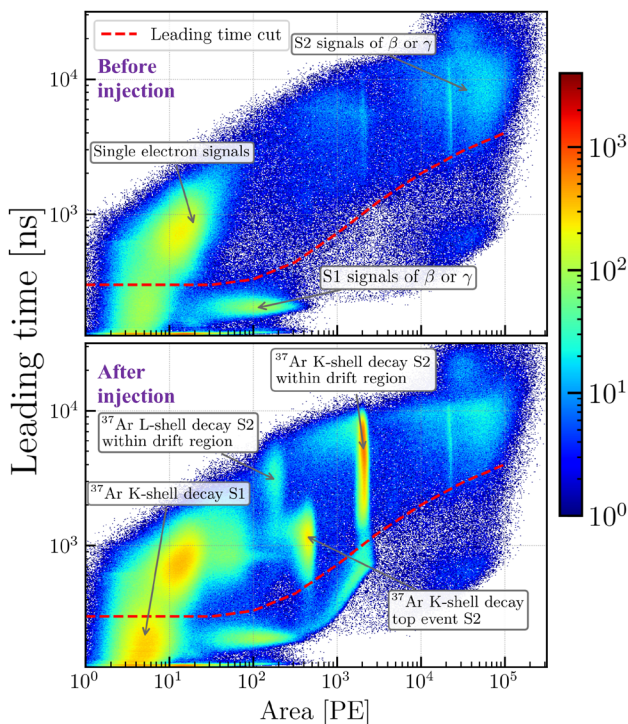 Leading time cut
Before
injection
S2 signals of β or γ
Single electron signals
S1 signals of β or γ
10⁴
10³
After
injection
³⁷Ar K-shell decay S2
within drift region
³⁷Ar L-shell decay S2
within drift region
³⁷Ar K-shell decay S1
³⁷Ar K-shell decay
top event S2
10⁴
10³
10⁰ 10¹ 10² 10³ 10⁴ 10⁵
Area [PE]
Leading time [ns]
10³
10²
10¹
10⁰